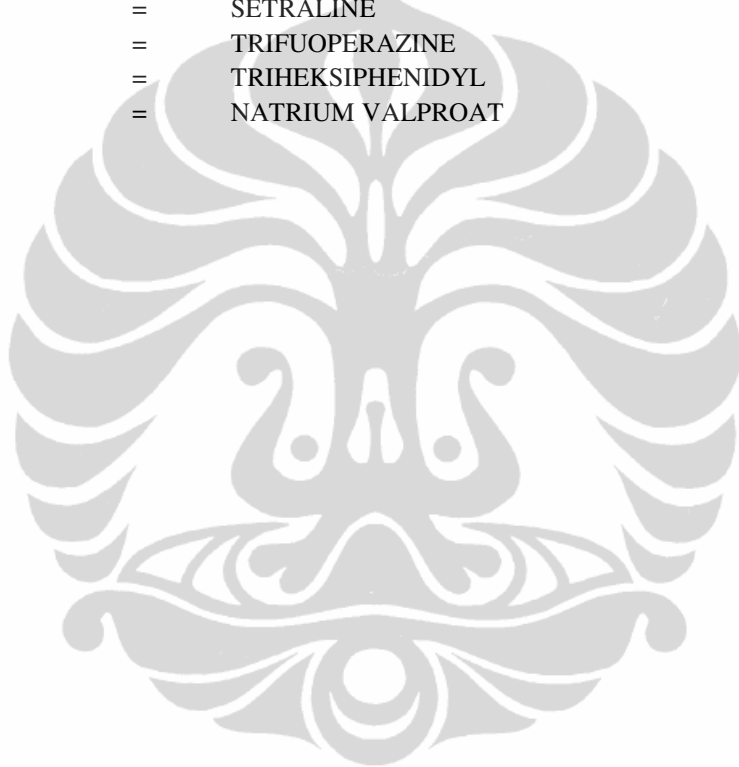 = SETRALINE
= TRIFUOPERAZINE
= TRIHEKSIPHENIDYL
= NATRIUM VALPROAT